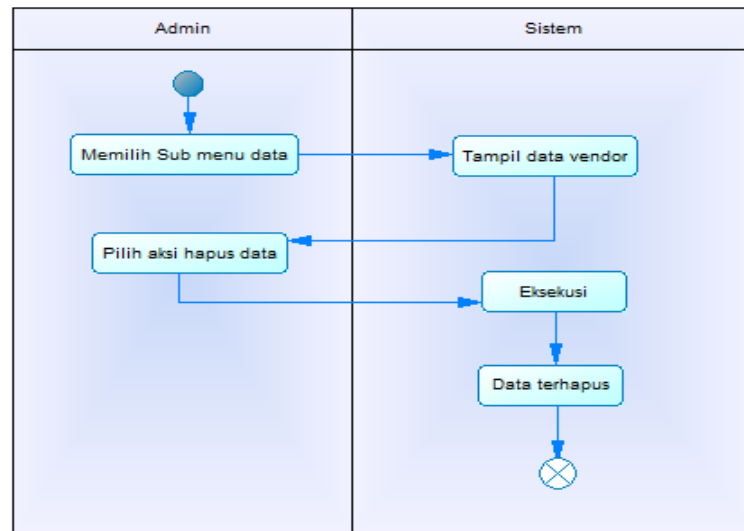 Admin
Sistem
Memilih Sub menu data
Tampil data vendor
Pilih aksi hapus data
Eksekusi
Data terhapus